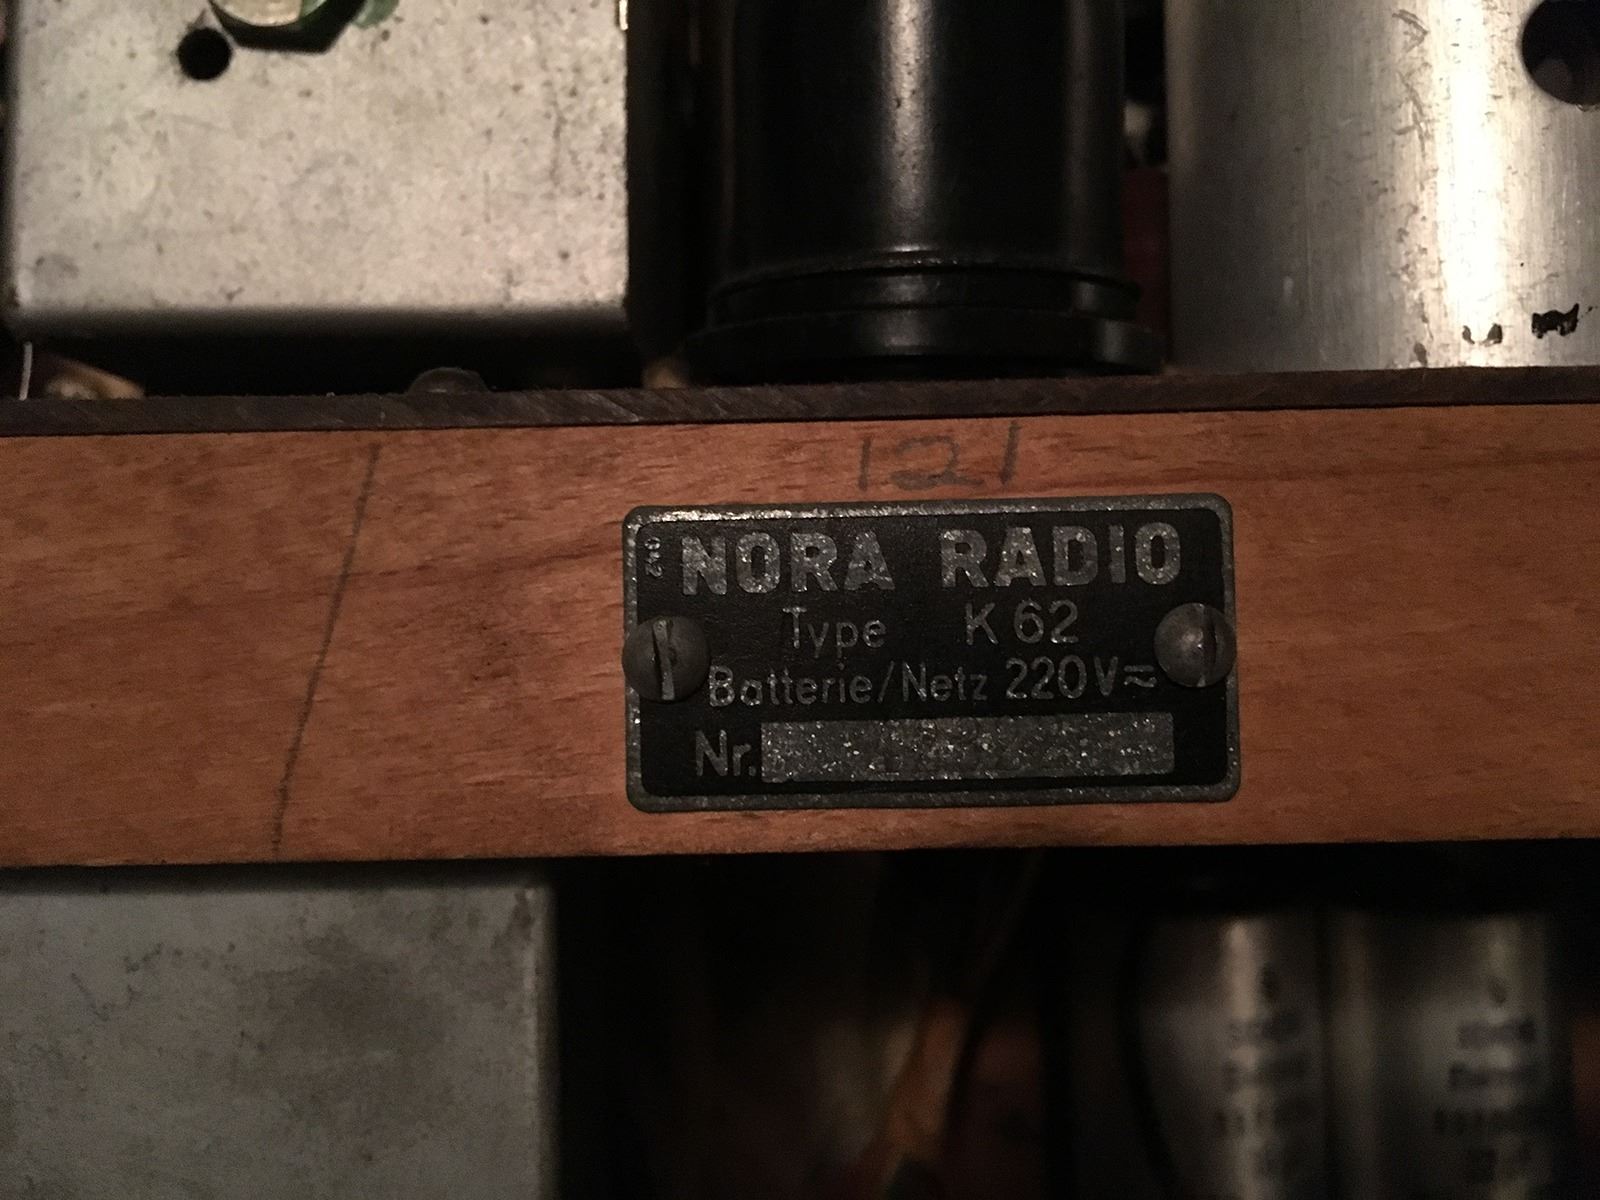 121
NORA RADIO
Type K 62
Batterie/Netz 220V≂
Nr.